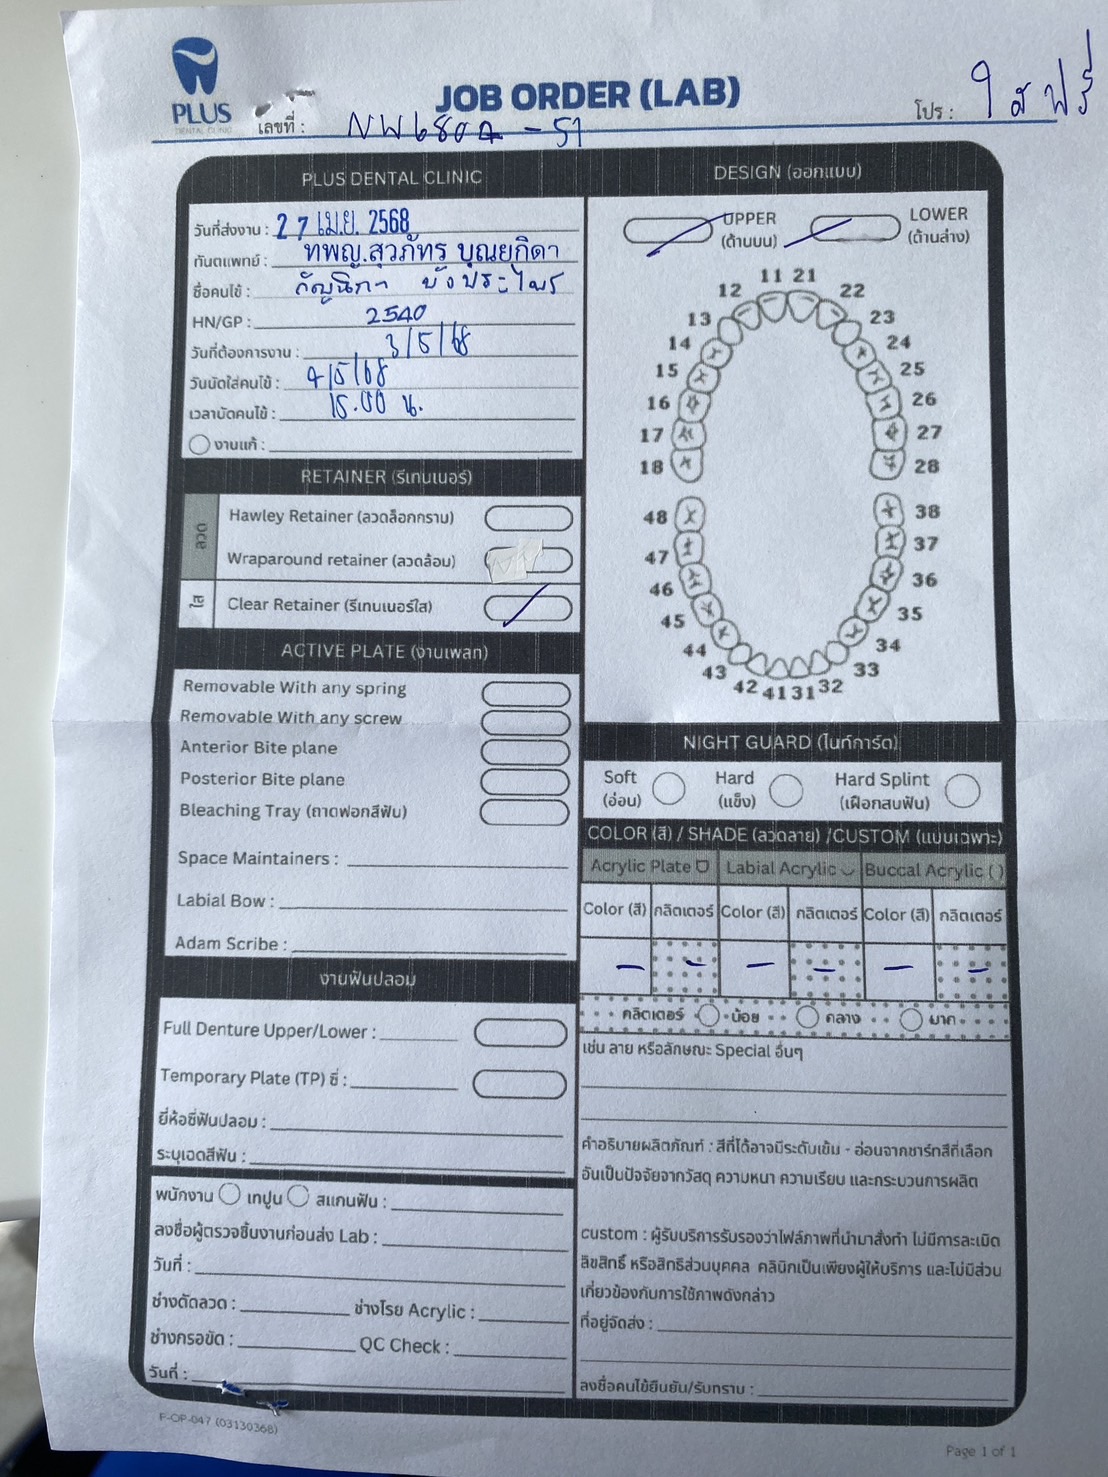 PLUS
DENTAL CLINIC
JOB ORDER (LAB)
เลขที่ : NW6804-51
โปร : ใสฟรี
PLUS DENTAL CLINIC
วันที่ส่งงาน : 27 เม.ย. 2568
ทันตแพทย์ : ทพญ.สุวภัทร บุณยกิดา
ชื่อคนไข้ : กัญนิกา บังประะไพร
HN/GP : 2540
วันที่ต้องการงาน : 3/5/68
วันนัดใส่คนไข้ : 4/5/68
เวลานัดคนไข้ : 15.00 น.
งานแก้ :
RETAINER (รีเทนเนอร์)
ลวด
Hawley Retainer (ลวดล็อกกราม)
Wraparound retainer (ลวดล้อม)
ใส
Clear Retainer (รีเทนเนอร์ใส)
ACTIVE PLATE (งานเพลท)
Removable With any spring
Removable With any screw
Anterior Bite plane
Posterior Bite plane
Bleaching Tray (ถาดฟอกสีฟัน)
Space Maintainers :
Labial Bow :
Adam Scribe :
งานฟันปลอม
Full Denture Upper/Lower :
Temporary Plate (TP) ซี่ :
ยี่ห้อซี่ฟันปลอม :
ระบุเฉดสีฟัน :
พนักงาน เทปูน สแกนฟัน :
ลงชื่อผู้ตรวจชิ้นงานก่อนส่ง Lab :
วันที่ :
ช่างดัดลวด : ช่างโรย Acrylic :
ช่างกรอขัด : QC Check :
วันที่ :
DESIGN (ออกแบบ)
UPPER LOWER
(ด้านบน) (ด้านล่าง)
11 21
12 22
13 23
14 24
15 25
16 26
17 27
18 28
48 38
47 37
46 36
45 35
44 34
43 33
42 41 31 32
NIGHT GUARD (ไนท์การ์ด)
Soft Hard Hard Splint
(อ่อน) (แข็ง) (เฝือกสบฟัน)
COLOR (สี) / SHADE (ลวดลาย) /CUSTOM (แบบเฉพาะ)
Acrylic Plate Labial Acrylic Buccal Acrylic ( )
Color (สี) กลิตเตอร์ Color (สี) กลิตเตอร์ Color (สี) กลิตเตอร์
- - - - - -
กลิตเตอร์ น้อย กลาง มาก
เช่น ลาย หรือลักษณะ Special อื่นๆ
คำอธิบายผลิตภัณฑ์ : สีที่ได้อาจมีระดับเข้ม - อ่อนจากชาร์ทสีที่เลือก
อันเป็นปัจจัยจากวัสดุ ความหนา ความเรียบ และกระบวนการผลิต
custom : ผู้รับบริการรับรองว่าไฟล์ภาพที่นำมาสั่งทำ ไม่มีการละเมิด
ลิขสิทธิ์ หรือสิทธิส่วนบุคคล คลินิกเป็นเพียงผู้ให้บริการ และไม่มีส่วน
เกี่ยวข้องกับการใช้ภาพดังกล่าว
ที่อยู่จัดส่ง :
ลงชื่อคนไข้ยืนยัน/รับทราบ :
F-OP-047 (03130368)
Page 1 of 1